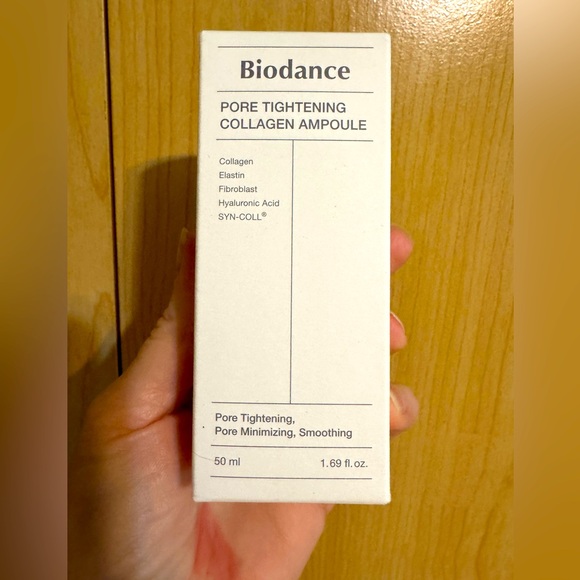 Biodance
PORE TIGHTENING
COLLAGEN AMPOULE
Collagen
Elastin
Fibroblast
Hyaluronic Acid
SYN-COLL®
Pore Tightening,
Pore Minimizing, Smoothing
50 ml 1.69 fl.oz.